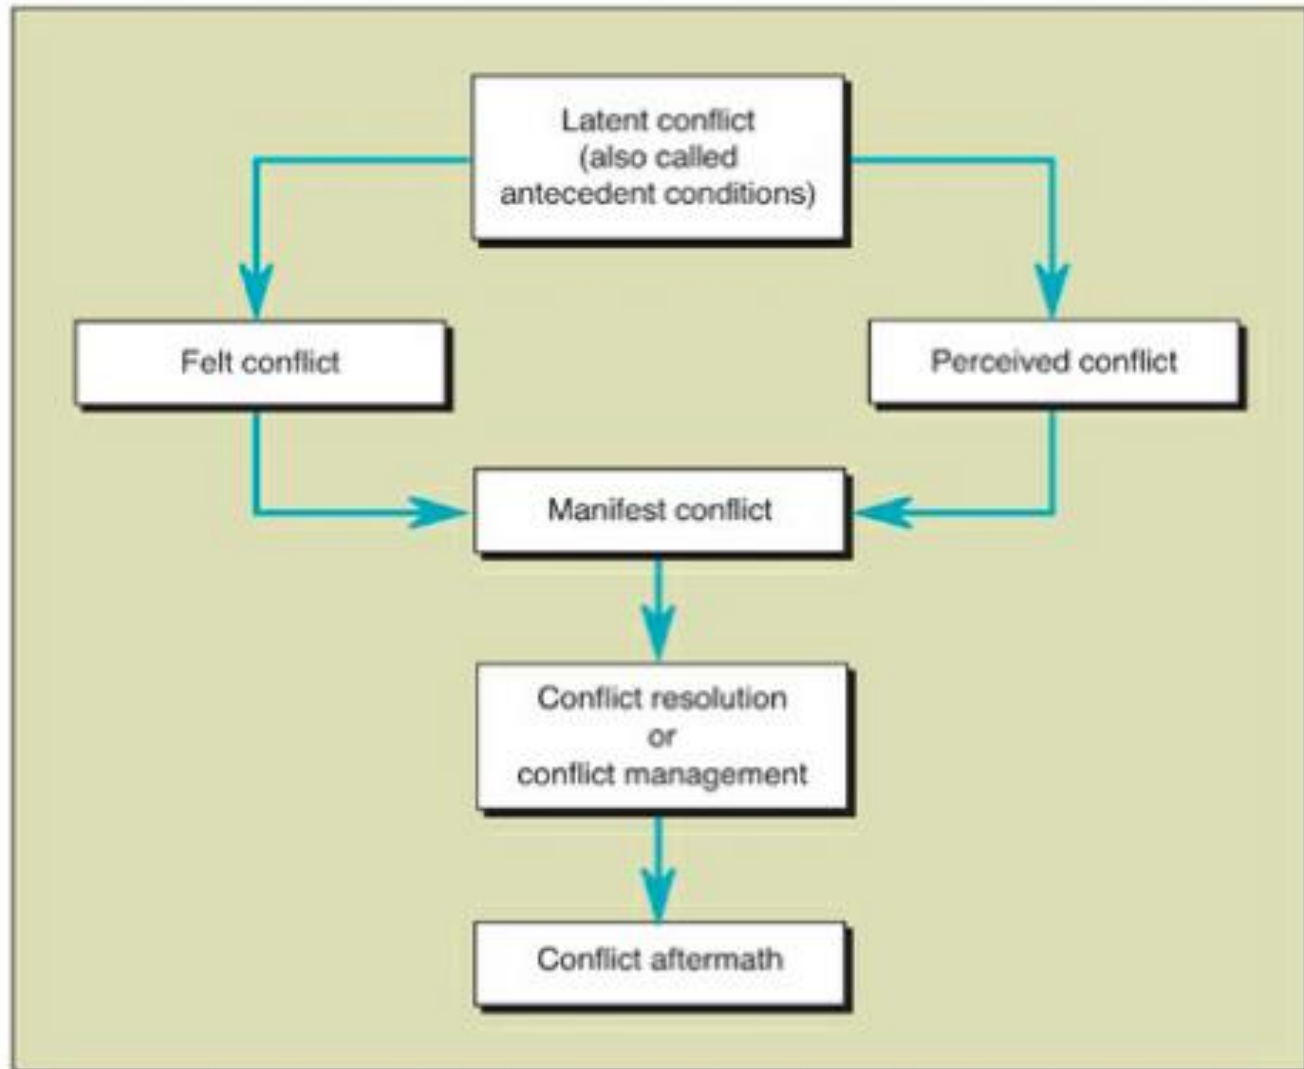 Latent conflict
(also called
antecedent conditions)
Felt conflict
Perceived conflict
Manifest conflict
Conflict resolution
or
conflict management
Conflict aftermath